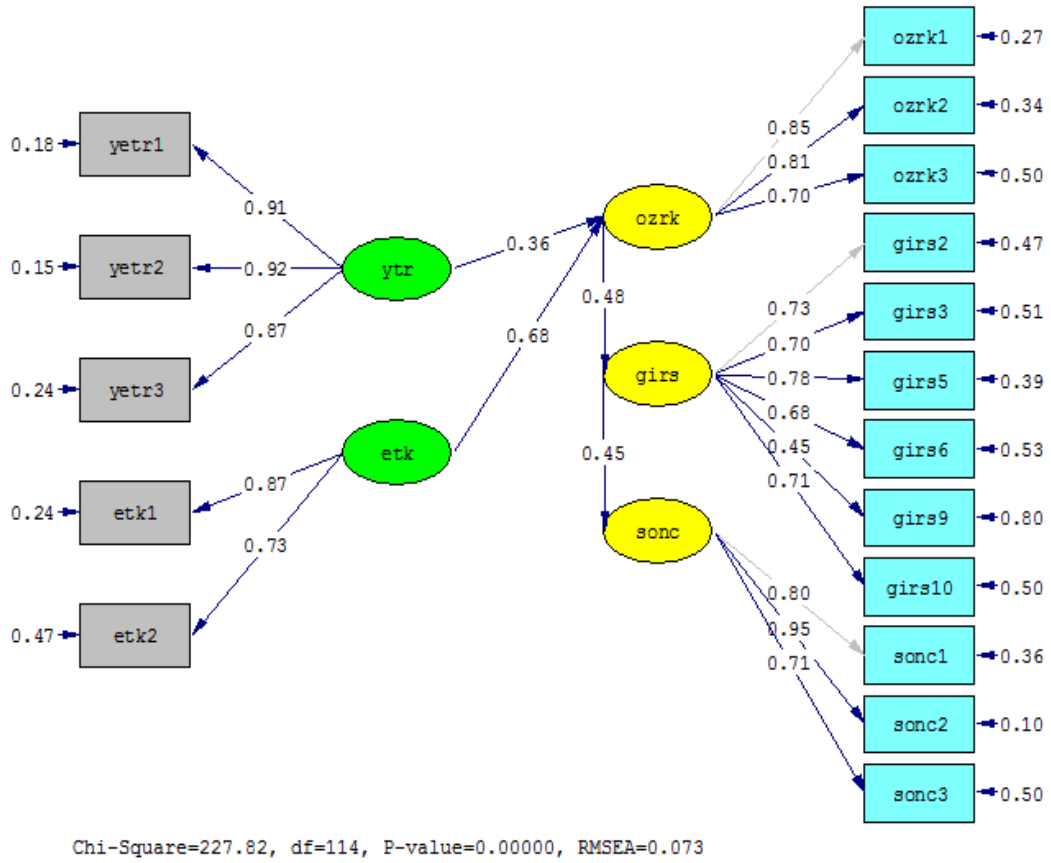 ozrk1
0.27
ozrk2
0.34
0.85
yetr1
0.18
0.81
ozrk3
0.50
0.70
0.91
ozrk
girs2
0.47
0.36
yetr2
0.15
0.92
ytr
0.48
0.73
girs3
0.51
0.87
0.68
0.70
yetr3
0.24
girs
0.78
girs5
0.39
0.68
0.45
0.45
girs6
0.53
etk
0.71
0.87
etk1
0.24
girs9
0.80
sonc
0.73
0.80
girs10
0.50
etk2
0.47
0.95
0.71
sonc1
0.36
sonc2
0.10
sonc3
0.50
Chi-Square=227.82, df=114, P-value=0.00000, RMSEA=0.073